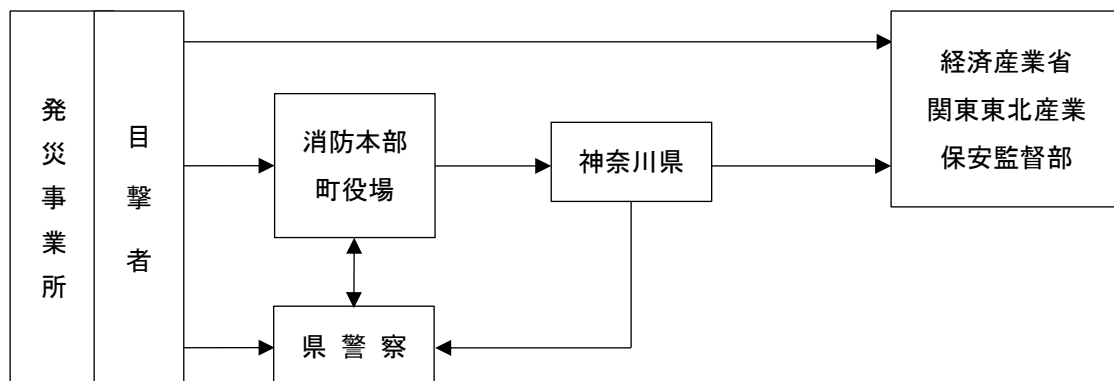 発災事業所
目撃者
消防本部
町役場
神奈川県
県警察
経済産業省
関東東北産業
保安監督部